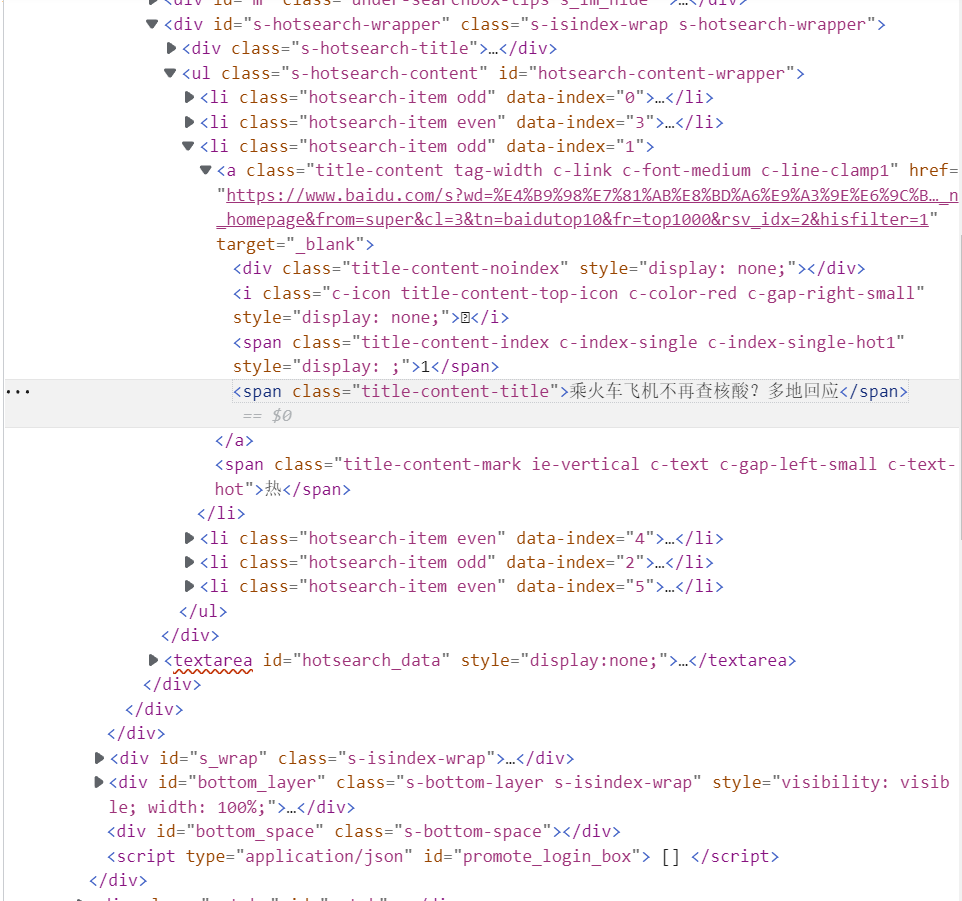 <div id="s-hotsearch-wrapper" class="s-isindex-wrap s-hotsearch-wrapper">
<div class="s-hotsearch-title">…</div>
<ul class="s-hotsearch-content" id="hotsearch-content-wrapper">
<li class="hotsearch-item odd" data-index="0">…</li>
<li class="hotsearch-item even" data-index="3">…</li>
<li class="hotsearch-item odd" data-index="1">
<a class="title-content tag-width c-link c-font-medium c-line-clamp1" href=
"https://www.baidu.com/s?wd=%E4%B9%98%E7%81%AB%E8%BD%A6%E9%A3%9E%E6%9C%B…_n
_homepage&from=super&cl=3&tn=baidutop10&fr=top1000&rsv_idx=2&hisfilter=1"
target="_blank">
<div class="title-content-noindex" style="display: none;"></div>
<i class="c-icon title-content-top-icon c-color-red c-gap-right-small"
style="display: none;"></i>
<span class="title-content-index c-index-single c-index-single-hot1"
style="display: ;">1</span>
<span class="title-content-title">乘火车飞机不再查核酸？多地回应</span>
== $0
</a>
<span class="title-content-mark ie-vertical c-text c-gap-left-small c-text-
hot">热</span>
</li>
<li class="hotsearch-item even" data-index="4">…</li>
<li class="hotsearch-item odd" data-index="2">…</li>
<li class="hotsearch-item even" data-index="5">…</li>
</ul>
</div>
<textarea id="hotsearch_data" style="display:none;">…</textarea>
</div>
</div>
</div>
<div id="s_wrap" class="s-isindex-wrap">…</div>
<div id="bottom_layer" class="s-bottom-layer s-isindex-wrap" style="visibility: visib
le; width: 100%;">…</div>
<div id="bottom_space" class="s-bottom-space"></div>
<script type="application/json" id="promote_login_box"> [] </script>
</div>